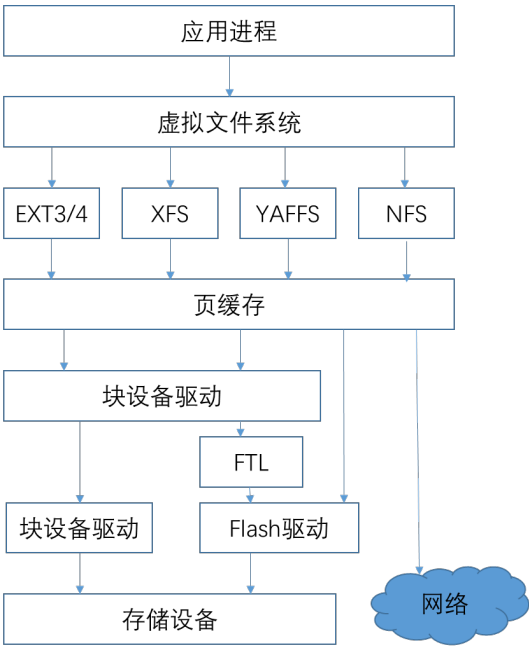 应用进程
虚拟文件系统
EXT3/4
XFS
YAFFS
NFS
页缓存
块设备驱动
FTL
块设备驱动
Flash驱动
网络
存储设备